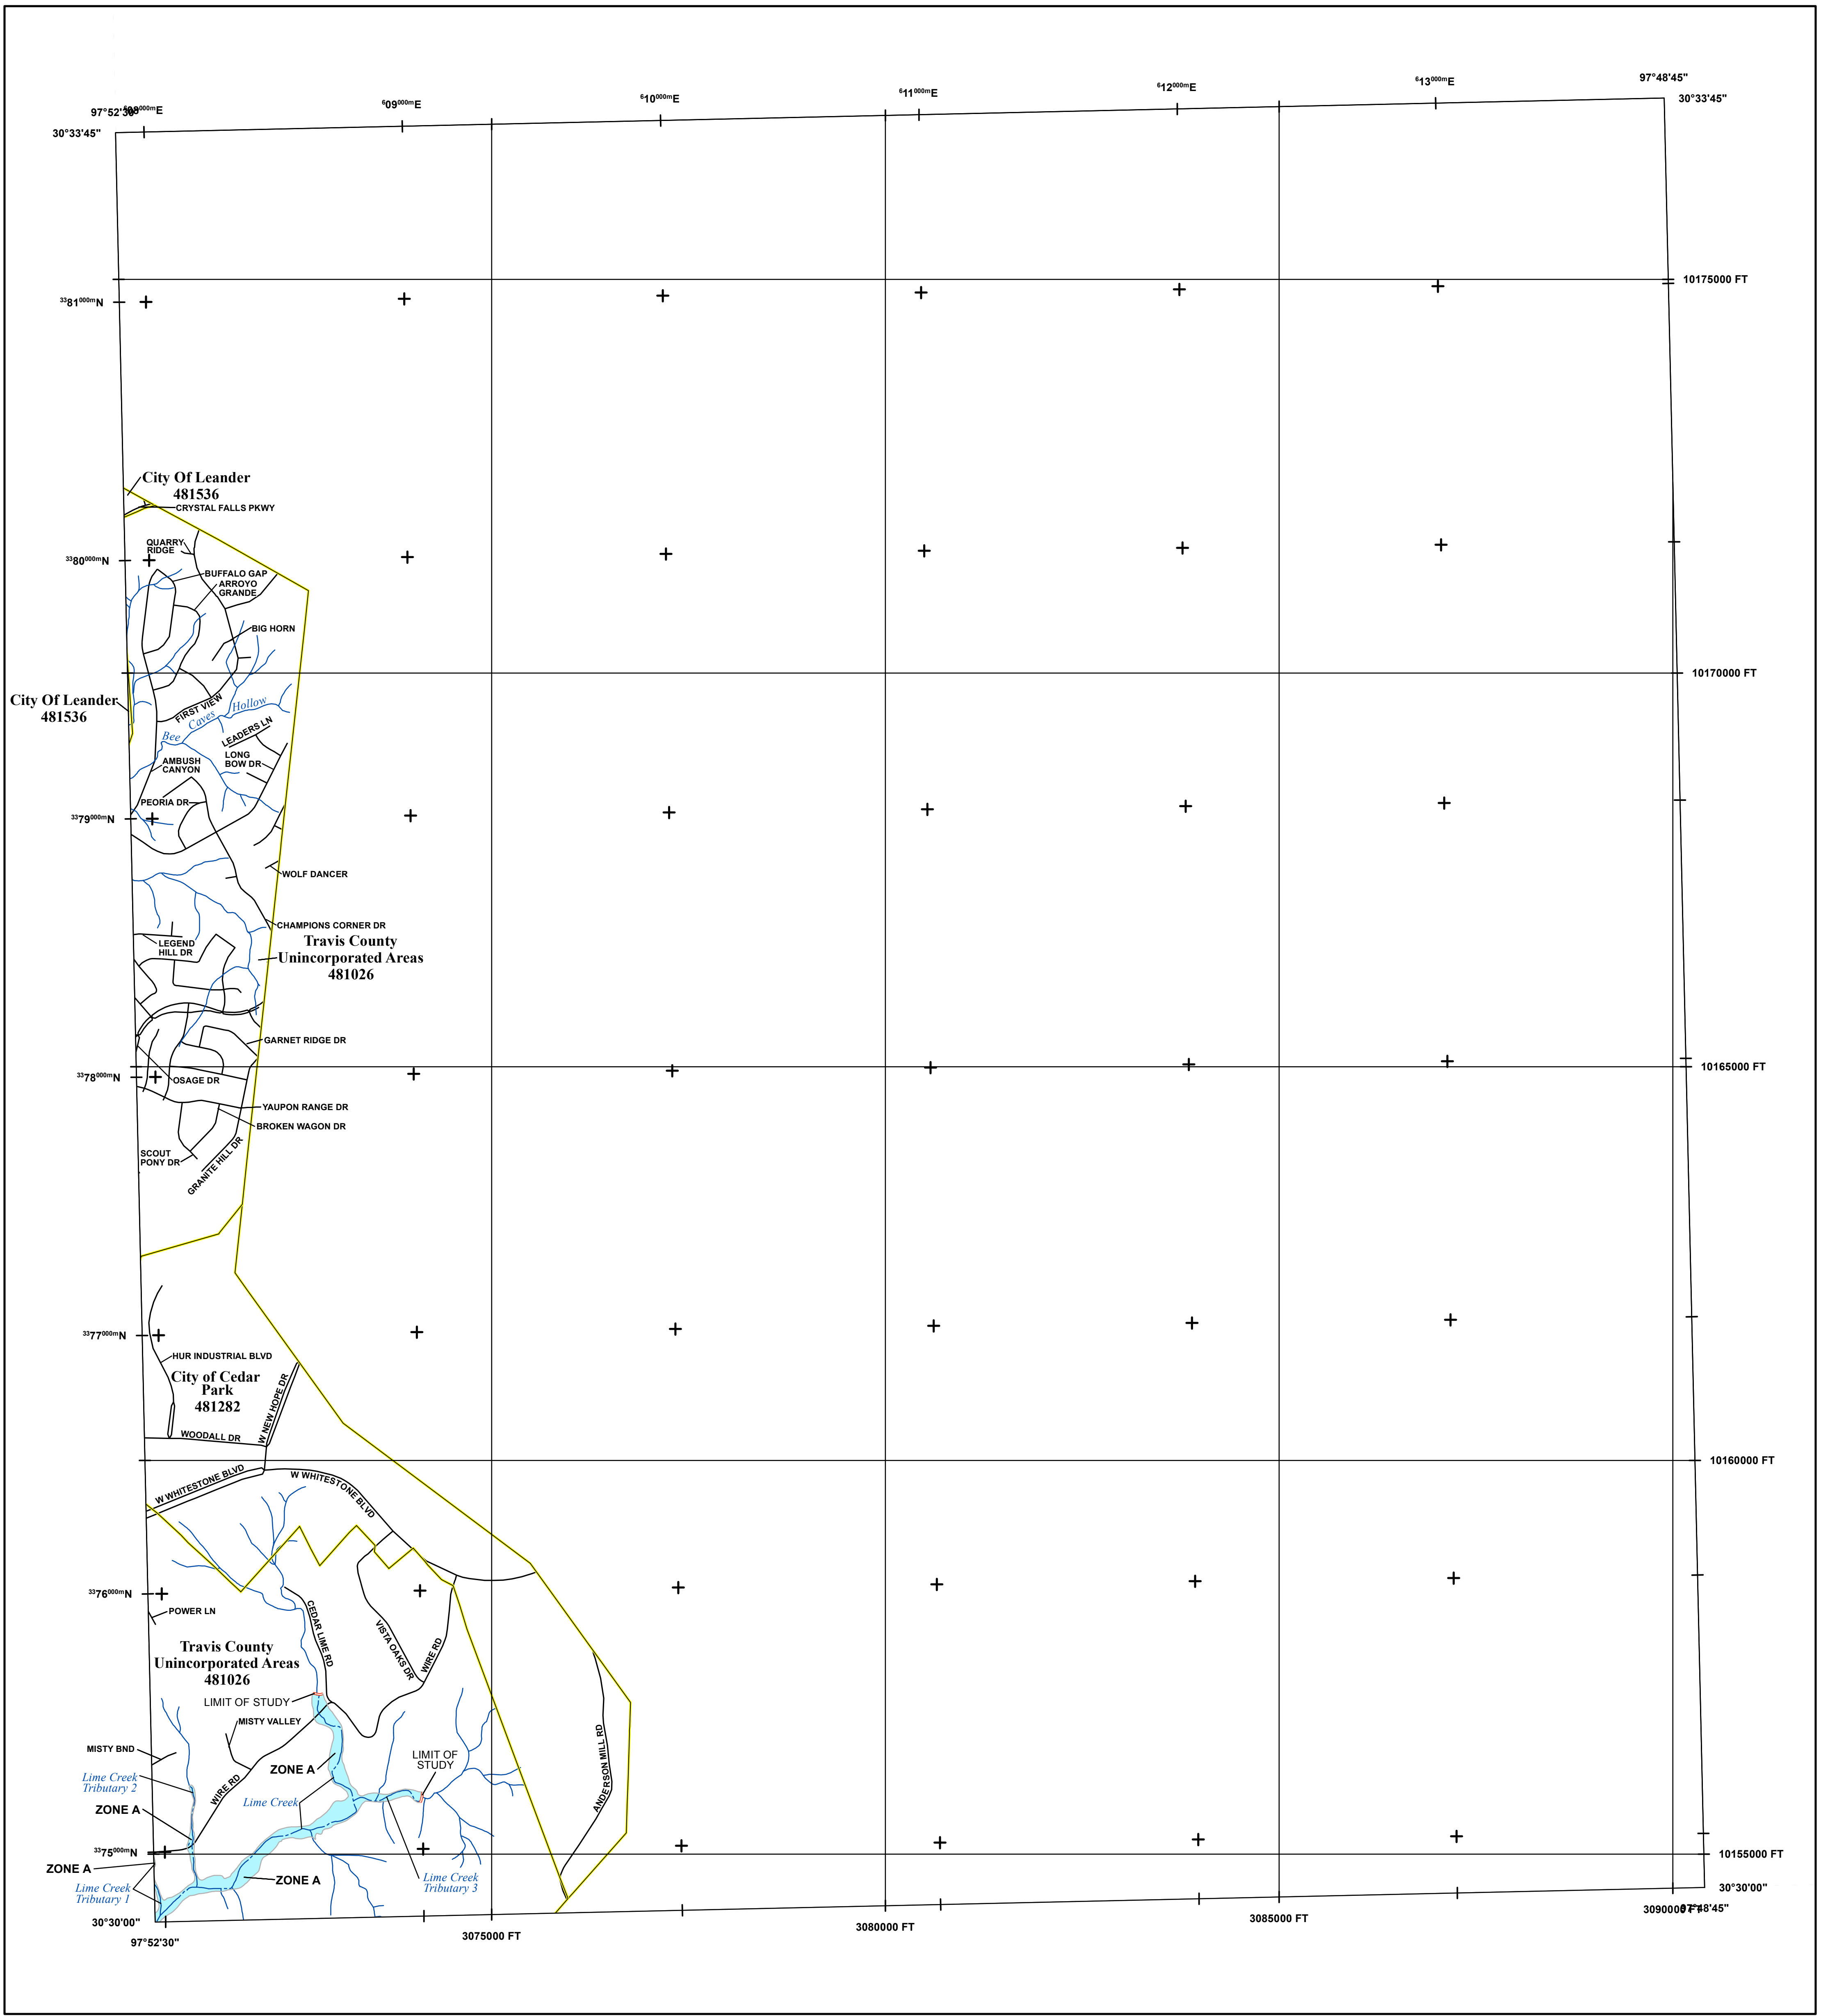 97°48'45"
⁶13⁰⁰⁰ᵐE
⁶12⁰⁰⁰ᵐE
⁶11⁰⁰⁰ᵐE
⁶10⁰⁰⁰ᵐE
⁶09⁰⁰⁰ᵐE
⁶08⁰⁰⁰ᵐE
97°52'30"
30°33'45"
30°33'45"
10175000 FT
³³81⁰⁰⁰ᵐN
City Of Leander
481536
CRYSTAL FALLS PKWY
QUARRY
RIDGE
³³80⁰⁰⁰ᵐN
BUFFALO GAP
ARROYO
GRANDE
BIG HORN
10170000 FT
City Of Leander
481536
FIRST VIEW
Bee Caves Hollow
LEADERS LN
LONG
BOW DR
AMBUSH
CANYON
PEORIA DR
³³79⁰⁰⁰ᵐN
WOLF DANCER
CHAMPIONS CORNER DR
LEGEND
HILL DR
Travis County
Unincorporated Areas
481026
GARNET RIDGE DR
10165000 FT
³³78⁰⁰⁰ᵐN
OSAGE DR
YAUPON RANGE DR
BROKEN WAGON DR
SCOUT
PONY DR
GRANITE HILL DR
³³77⁰⁰⁰ᵐN
HUR INDUSTRIAL BLVD
City of Cedar
Park
481282
W NEW HOPE DR
WOODALL DR
10160000 FT
W WHITESTONE BLVD
W WHITESTONE BLVD
³³76⁰⁰⁰ᵐN
POWER LN
CEDAR LIME RD
VISTA OAKS DR
WIRE RD
Travis County
Unincorporated Areas
481026
LIMIT OF STUDY
MISTY VALLEY
MISTY BND
LIMIT OF
STUDY
ZONE A
ANDERSON MILL RD
Lime Creek
Tributary 2
WIRE RD
Lime Creek
ZONE A
³³75⁰⁰⁰ᵐN
10155000 FT
ZONE A
ZONE A
Lime Creek
Tributary 3
Lime Creek
Tributary 1
30°30'00"
30°30'00"
97°52'30"
3075000 FT
3080000 FT
3085000 FT
3090000 FT
97°48'45"